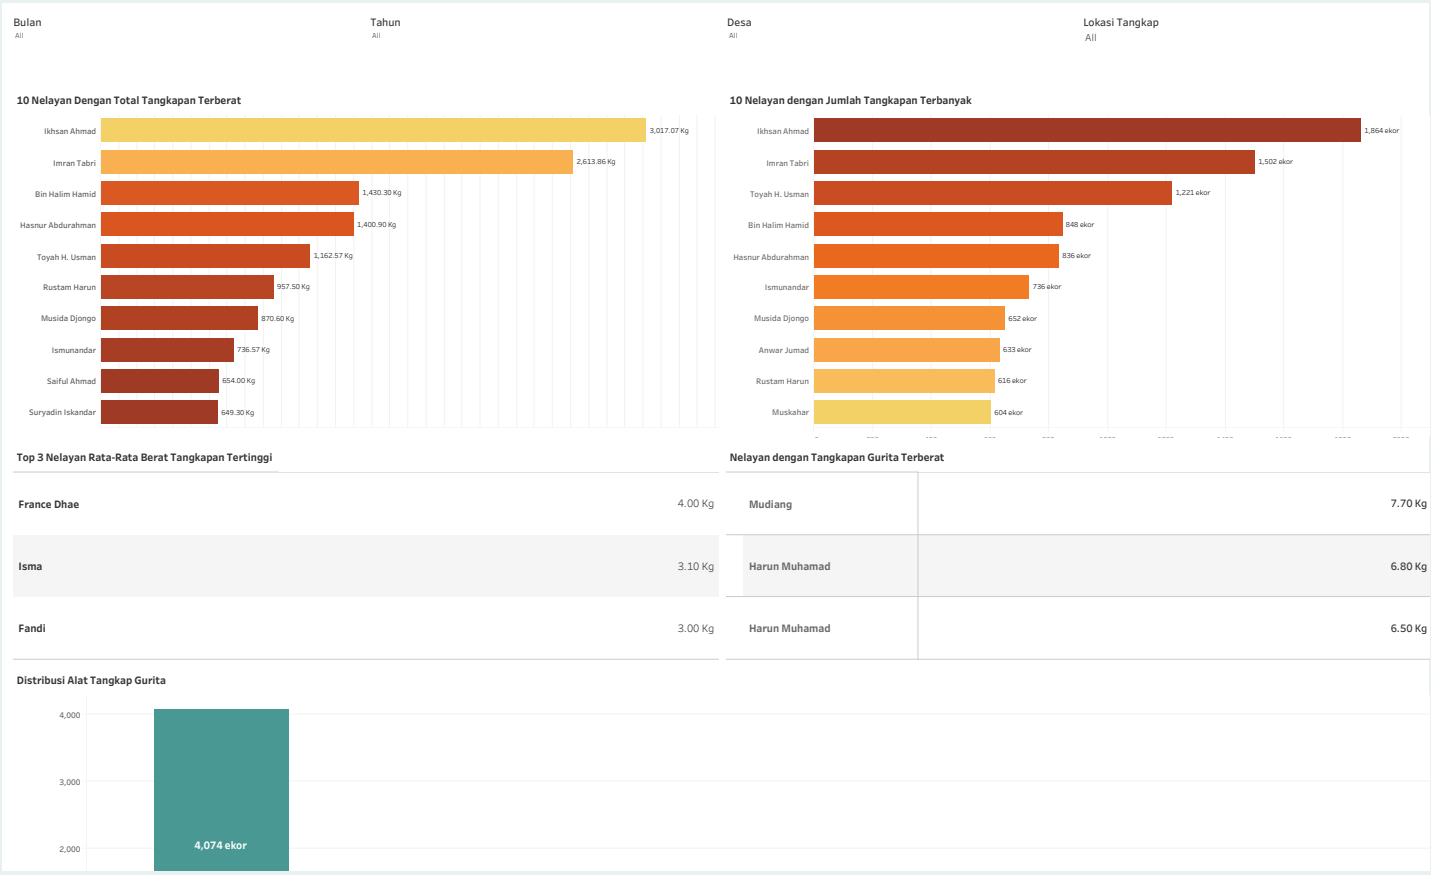 Bulan
All
Tahun
All
Desa
All
Lokasi Tangkap
All
10 Nelayan Dengan Total Tangkapan Terberat
Ikhsan Ahmad 3,017.07 Kg
Imran Tabri 2,613.86 Kg
Bin Halim Hamid 1,430.30 Kg
Hasnur Abdurahman 1,400.90 Kg
Toyah H. Usman 1,162.57 Kg
Rustam Harun 957.50 Kg
Musida Djongo 870.60 Kg
Ismunandar 736.57 Kg
Saiful Ahmad 654.00 Kg
Suryadin Iskandar 649.30 Kg
10 Nelayan dengan Jumlah Tangkapan Terbanyak
Ikhsan Ahmad 1,864 ekor
Imran Tabri 1,502 ekor
Toyah H. Usman 1,221 ekor
Bin Halim Hamid 848 ekor
Hasnur Abdurahman 836 ekor
Ismunandar 736 ekor
Musida Djongo 652 ekor
Anwar Jumad 633 ekor
Rustam Harun 616 ekor
Muskahar 604 ekor
Top 3 Nelayan Rata-Rata Berat Tangkapan Tertinggi
France Dhae 4.00 Kg
Isma 3.10 Kg
Fandi 3.00 Kg
Nelayan dengan Tangkapan Gurita Terberat
Mudiang 7.70 Kg
Harun Muhamad 6.80 Kg
Harun Muhamad 6.50 Kg
Distribusi Alat Tangkap Gurita
4,000
3,000
4,074 ekor
2,000